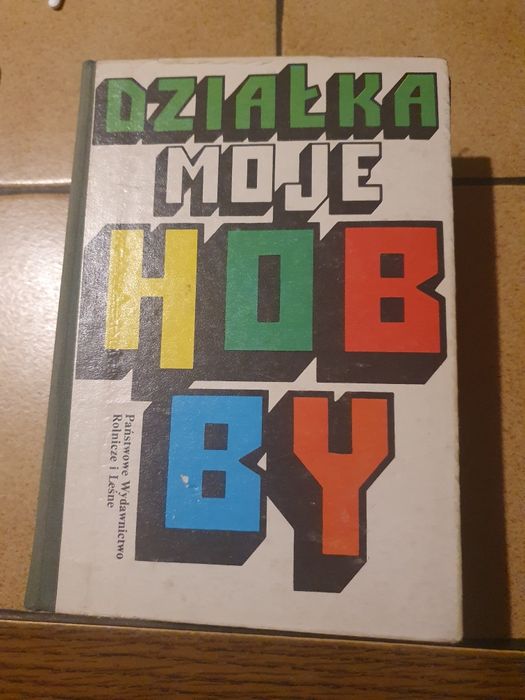 DZIAŁKA
MOJE
HOB
BY
Państwowe Wydawnictwo
Rolnicze i Leśne